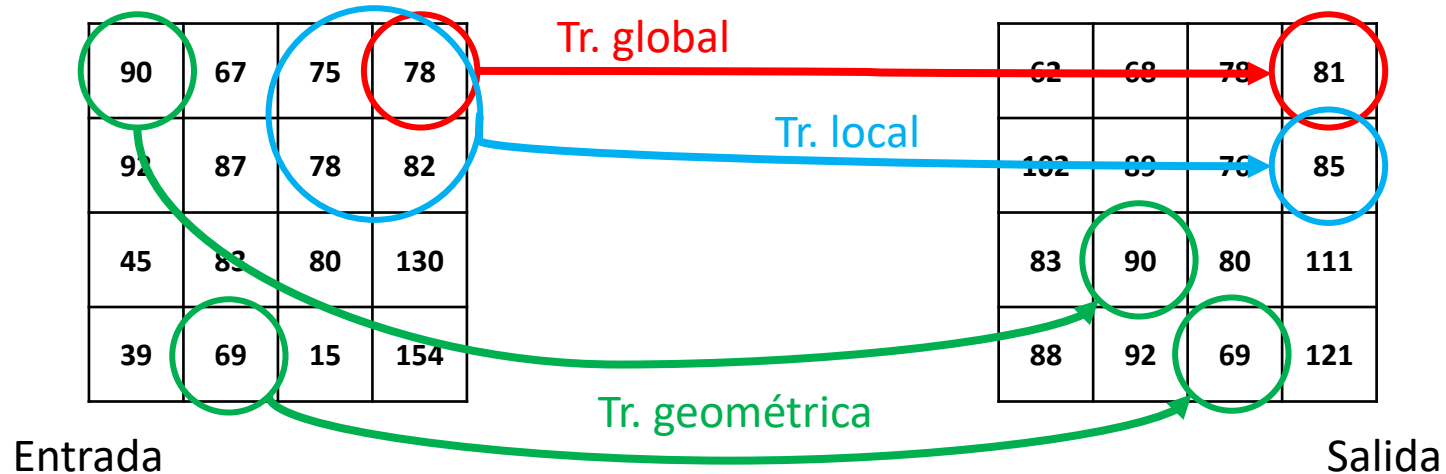 Tr. global
90 67 75 78
62 68 78 81
Tr. local
92 87 78 82
102 89 76 85
45 83 80 130
83 90 80 111
39 69 15 154
88 92 69 121
Tr. geométrica
Entrada
Salida